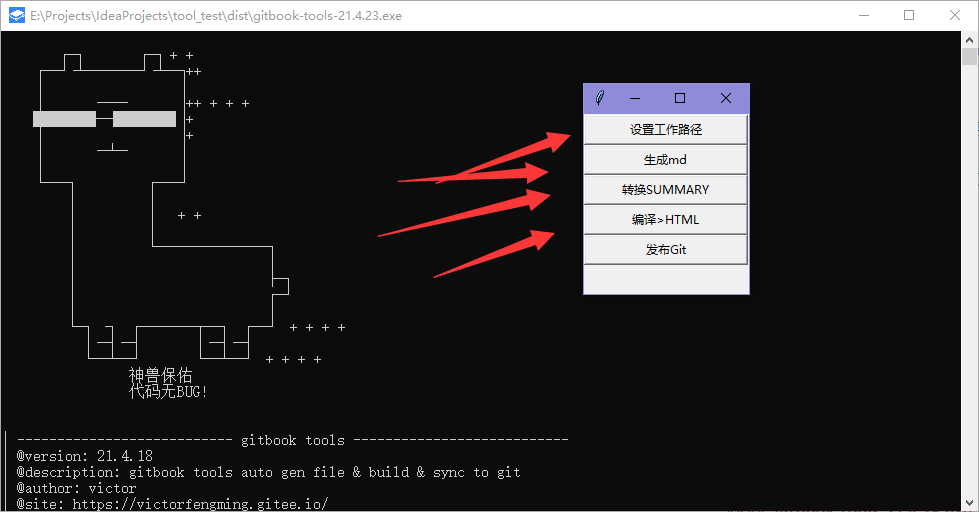 E:\Projects\IdeaProjects\tool_test\dist\gitbook-tools-21.4.23.exe
设置工作路径
生成md
转换SUMMARY
编译>HTML
发布Git
神兽保佑
代码无BUG!
--------------------------- gitbook tools ---------------------------
@version: 21.4.18
@description: gitbook tools auto gen file & build & sync to git
@author: victor
@site: https://victorfengming.gitee.io/